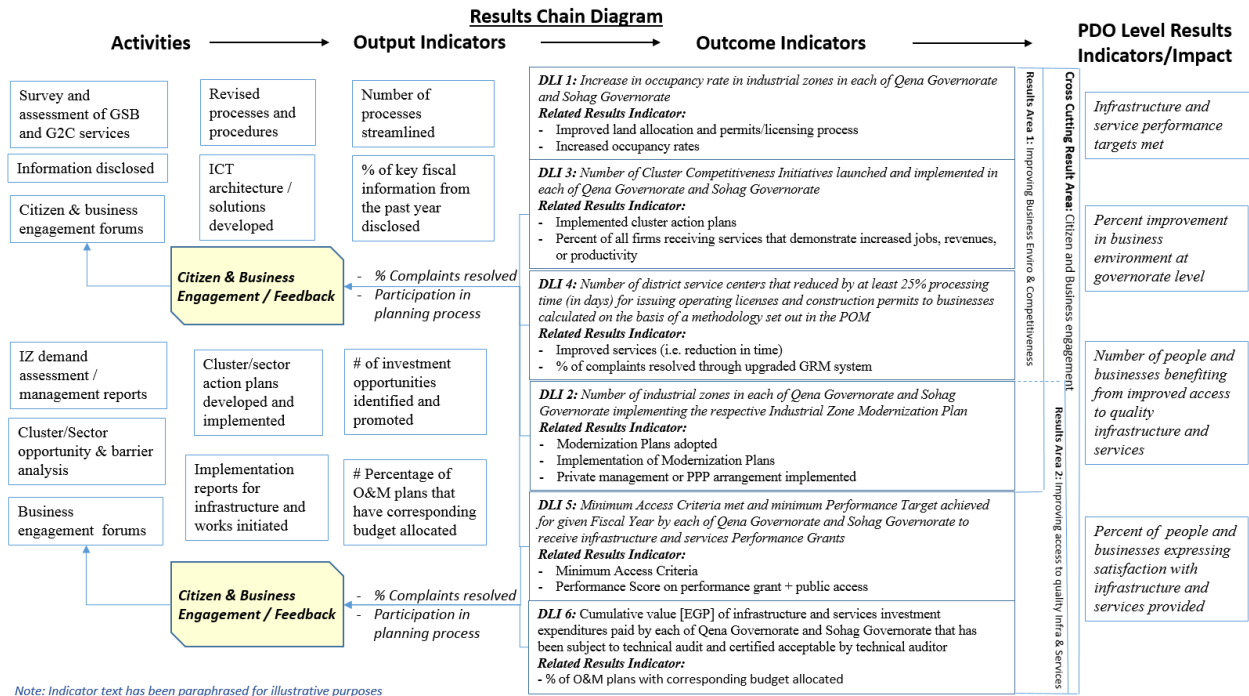 Results Chain Diagram
Activities
Output Indicators
Outcome Indicators
PDO Level Results
Indicators/Impact
Survey and
assessment of GSB
and G2C services
Information disclosed
Citizen & business
engagement forums
Revised
processes and
procedures
ICT
architecture /
solutions
developed
Number of
processes
streamlined
% of key fiscal
information from
the past year
disclosed
Citizen & Business
Engagement / Feedback
- % Complaints resolved
- Participation in
planning process
IZ demand
assessment /
management reports
Cluster/Sector
opportunity & barrier
analysis
Business
engagement forums
Cluster/sector
action plans
developed and
implemented
Implementation
reports for
infrastructure and
works initiated
# of investment
opportunities
identified and
promoted
# Percentage of
O&M plans that
have corresponding
budget allocated
Citizen & Business
Engagement / Feedback
- % Complaints resolved
- Participation in
planning process
DLI 1: Increase in occupancy rate in industrial zones in each of Qena Governorate
and Sohag Governorate
Related Results Indicator:
- Improved land allocation and permits/licensing process
- Increased occupancy rates
DLI 3: Number of Cluster Competitiveness Initiatives launched and implemented in
each of Qena Governorate and Sohag Governorate
Related Results Indicator:
- Implemented cluster action plans
- Percent of all firms receiving services that demonstrate increased jobs, revenues,
or productivity
DLI 4: Number of district service centers that reduced by at least 25% processing
time (in days) for issuing operating licenses and construction permits to businesses
calculated on the basis of a methodology set out in the POM
Related Results Indicator:
- Improved services (i.e. reduction in time)
- % of complaints resolved through upgraded GRM system
DLI 2: Number of industrial zones in each of Qena Governorate and Sohag
Governorate implementing the respective Industrial Zone Modernization Plan
Related Results Indicator:
- Modernization Plans adopted
- Implementation of Modernization Plans
- Private management or PPP arrangement implemented
DLI 5: Minimum Access Criteria met and minimum Performance Target achieved
for given Fiscal Year by each of Qena Governorate and Sohag Governorate to
receive infrastructure and services Performance Grants
Related Results Indicator:
- Minimum Access Criteria
- Performance Score on performance grant + public access
DLI 6: Cumulative value [EGP] of infrastructure and services investment
expenditures paid by each of Qena Governorate and Sohag Governorate that has
been subject to technical audit and certified acceptable by technical auditor
Related Results Indicator:
- % of O&M plans with corresponding budget allocated
Results Area 1: Improving Business Enviro & Competitiveness
Results Area 2: Improving access to quality Infra & Services
Cross Cutting Result Area: Citizen and Business engagement
Infrastructure and
service performance
targets met
Percent improvement
in business
environment at
governorate level
Number of people and
businesses benefiting
from improved access
to quality
infrastructure and
services
Percent of people and
businesses expressing
satisfaction with
infrastructure and
services provided
Note: Indicator text has been paraphrased for illustrative purposes